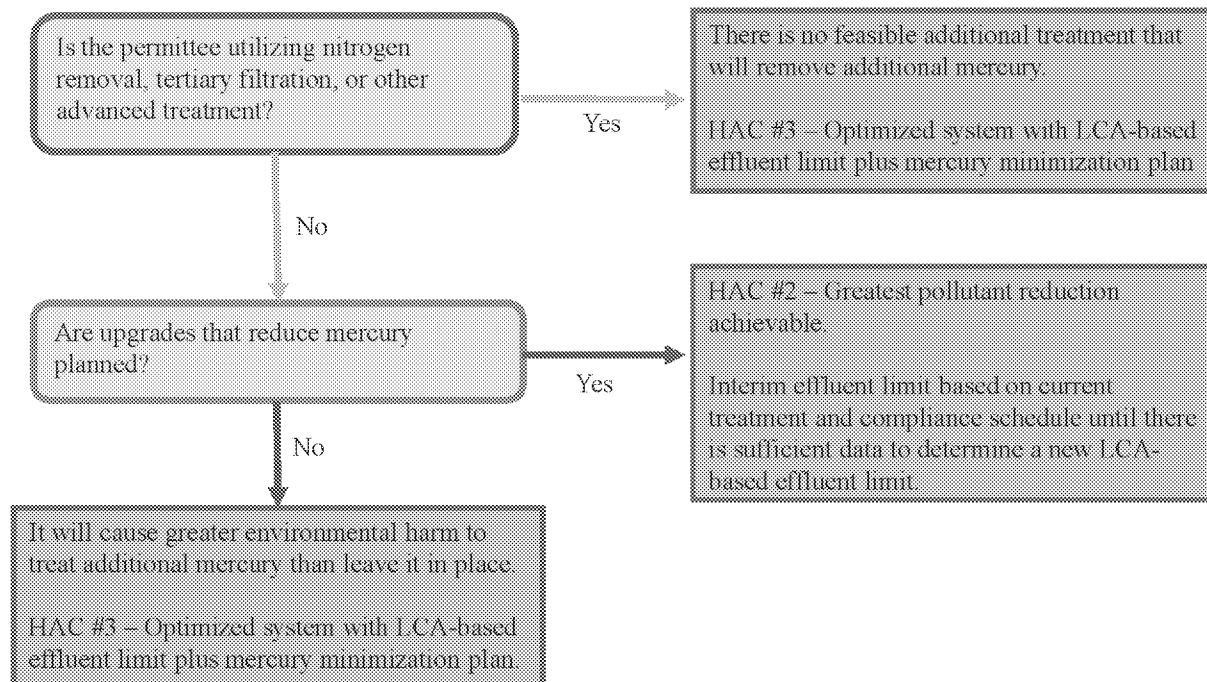 Is the permittee utilizing nitrogen
removal, tertiary filtration, or other
advanced treatment?
Yes
There is no feasible additional treatment that
will remove additional mercury.
HAC #3 – Optimized system with LCA-based
effluent limit plus mercury minimization plan
No
Are upgrades that reduce mercury
planned?
Yes
HAC #2 – Greatest pollutant reduction
achievable.
Interim effluent limit based on current
treatment and compliance schedule until there
is sufficient data to determine a new LCA-
based effluent limit.
No
It will cause greater environmental harm to
treat additional mercury than leave it in place.
HAC #3 – Optimized system with LCA-based
effluent limit plus mercury minimization plan.